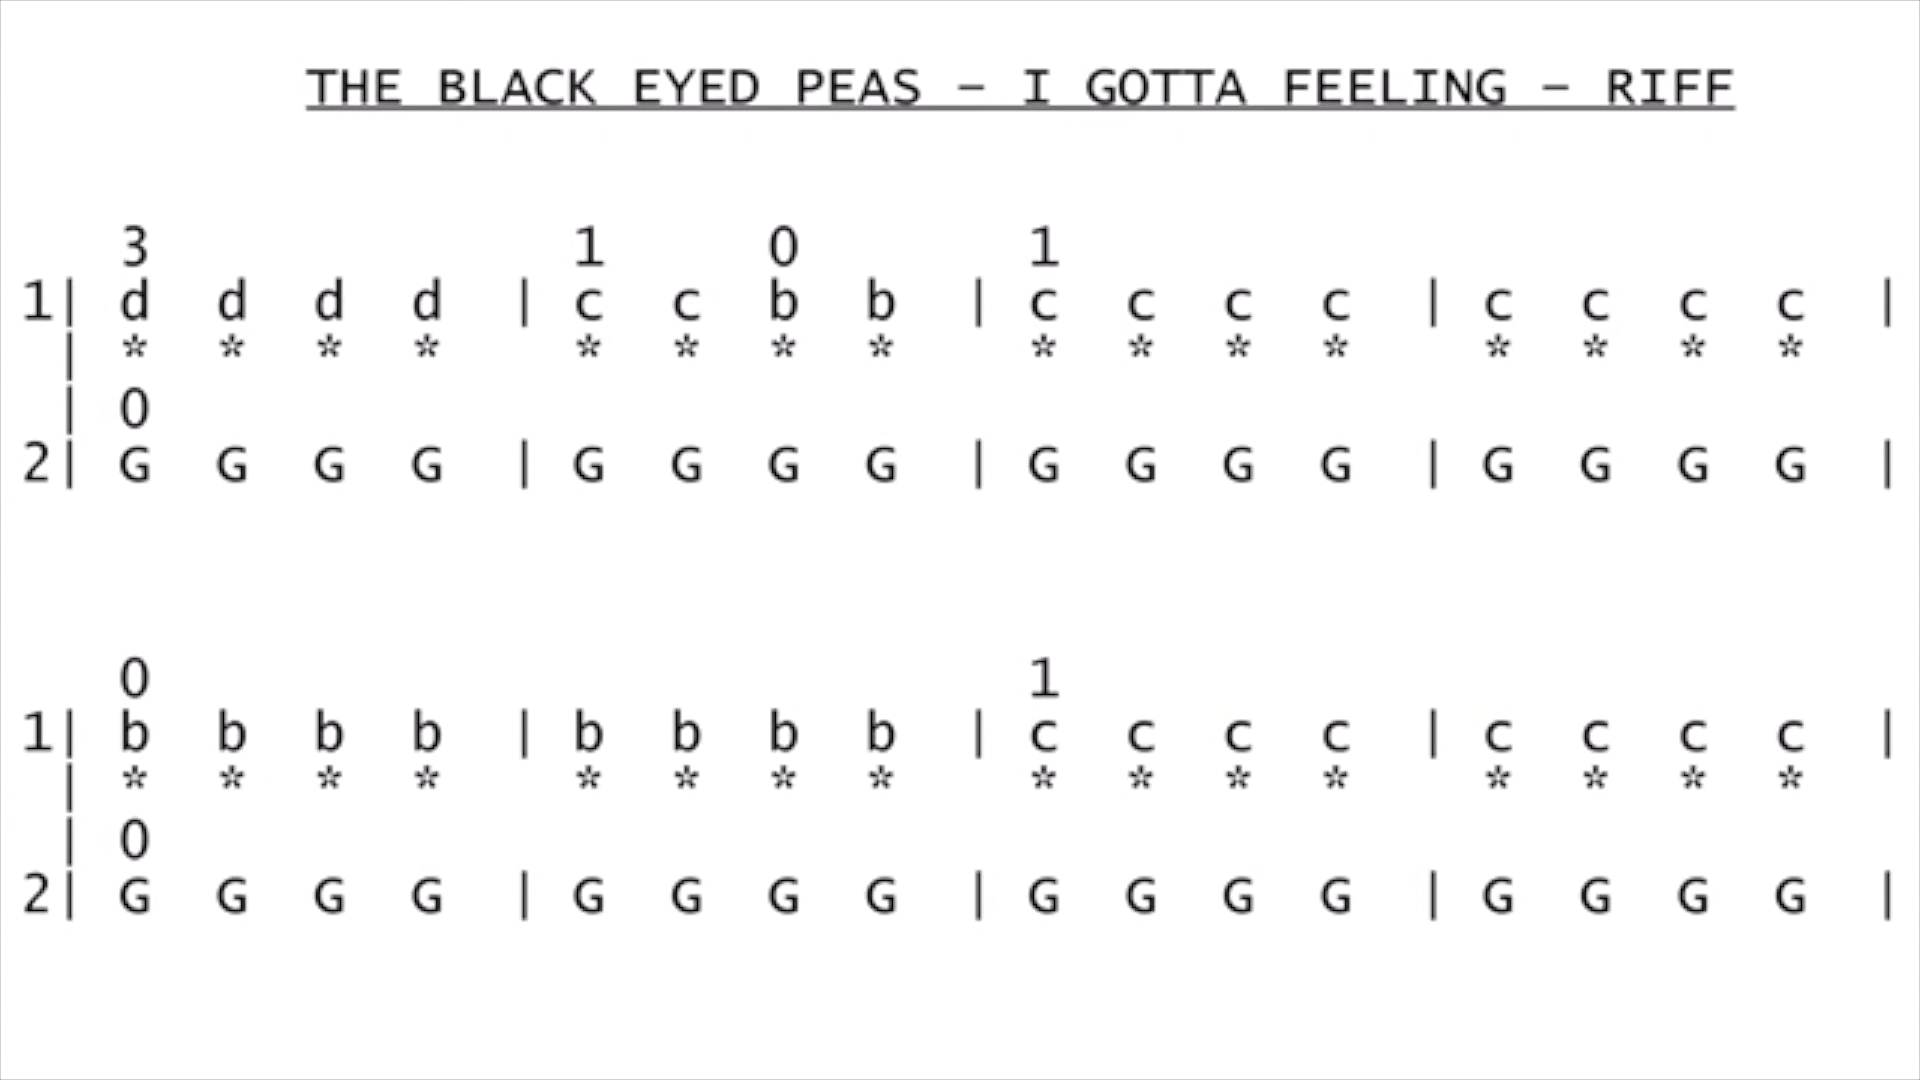 THE BLACK EYED PEAS – I GOTTA FEELING – RIFF
3 1 0 1
1| d d d d | c c b b | c c c c | c c c c |
| * * * * * * * * * * * * * * * *
| 0
2| G G G G | G G G G | G G G G | G G G G |
0 1
1| b b b b | b b b b | c c c c | c c c c |
| * * * * * * * * * * * * * * * *
| 0
2| G G G G | G G G G | G G G G | G G G G |